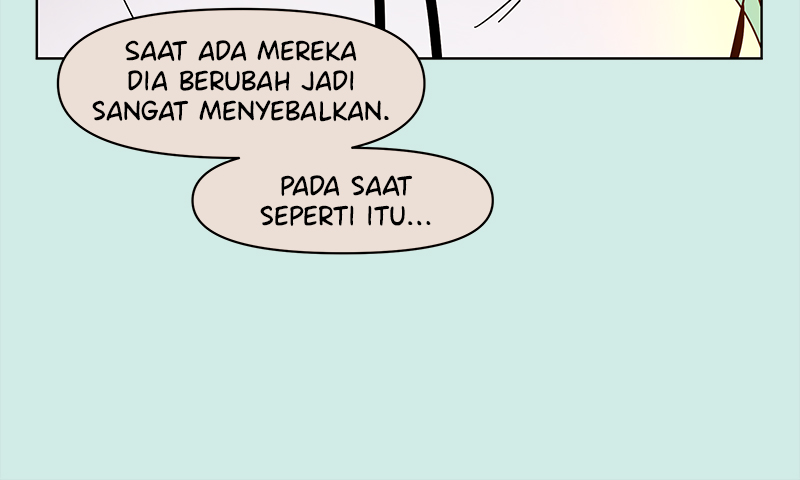 SAAT ADA MEREKA
DIA BERUBAH JADI
SANGAT MENYEBALKAN.
PADA SAAT
SEPERTI ITU...